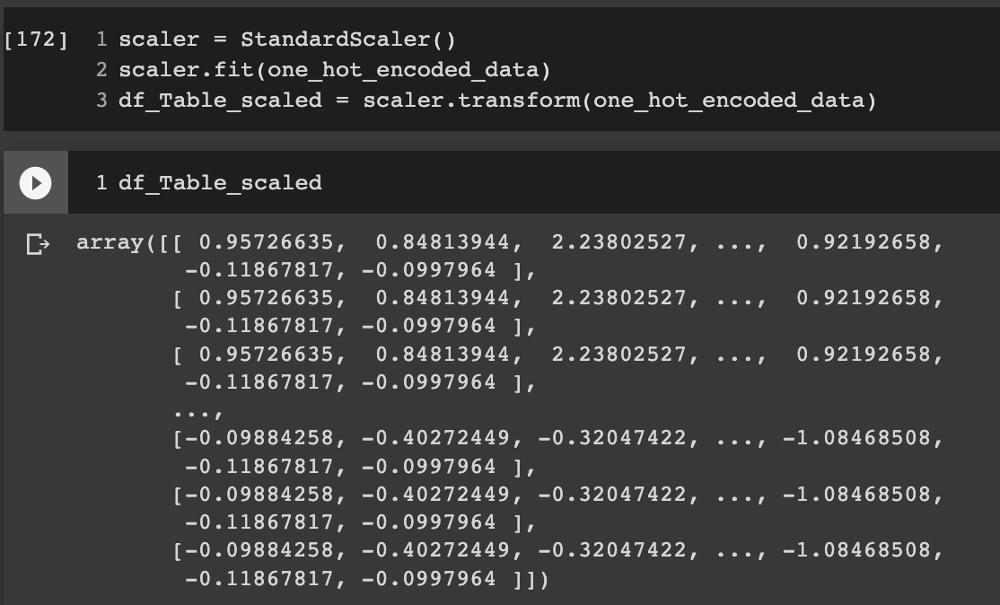 [172] 1 scaler = StandardScaler()
2 scaler.fit(one_hot_encoded_data)
3 df_Table_scaled = scaler.transform(one_hot_encoded_data)
1 df_Table_scaled
array([[ 0.95726635,  0.84813944,  2.23802527, ...,  0.92192658,
-0.11867817, -0.0997964 ],
[ 0.95726635,  0.84813944,  2.23802527, ...,  0.92192658,
-0.11867817, -0.0997964 ],
[ 0.95726635,  0.84813944,  2.23802527, ...,  0.92192658,
-0.11867817, -0.0997964 ],
...,
[-0.09884258, -0.40272449, -0.32047422, ..., -1.08468508,
-0.11867817, -0.0997964 ],
[-0.09884258, -0.40272449, -0.32047422, ..., -1.08468508,
-0.11867817, -0.0997964 ],
[-0.09884258, -0.40272449, -0.32047422, ..., -1.08468508,
-0.11867817, -0.0997964 ]])